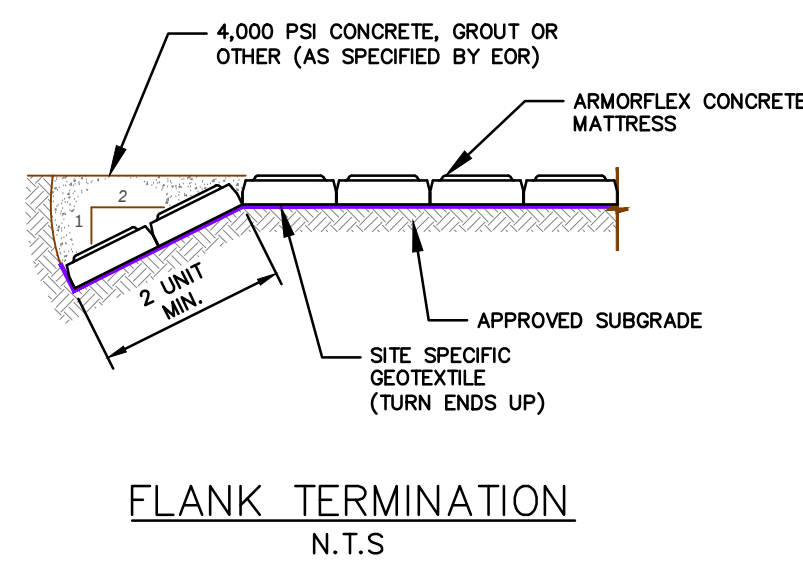 4,000 PSI CONCRETE, GROUT OR
OTHER (AS SPECIFIED BY EOR)
ARMORFLEX CONCRETE
MATTRESS
2
1
2 UNIT
MIN.
APPROVED SUBGRADE
SITE SPECIFIC
GEOTEXTILE
(TURN ENDS UP)
FLANK TERMINATION
N.T.S